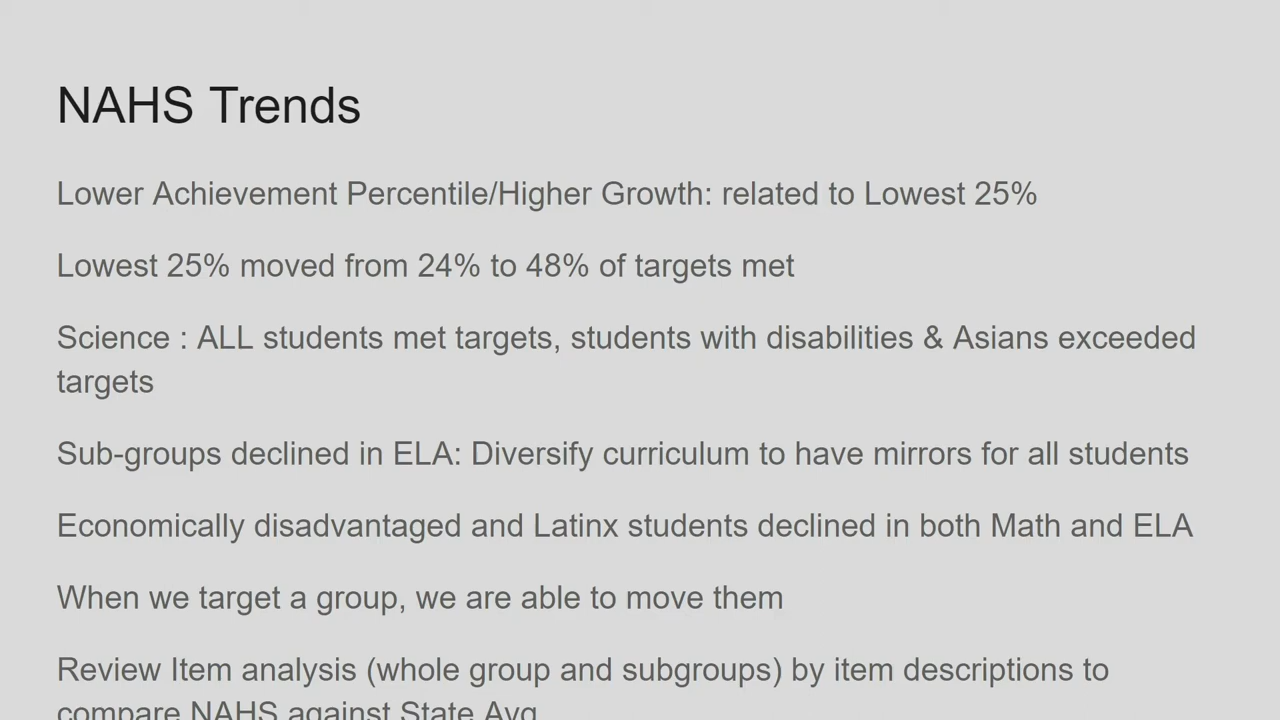 NAHS Trends
Lower Achievement Percentile/Higher Growth: related to Lowest 25%
Lowest 25% moved from 24% to 48% of targets met
Science : ALL students met targets, students with disabilities & Asians exceeded
targets
Sub-groups declined in ELA: Diversify curriculum to have mirrors for all students
Economically disadvantaged and Latinx students declined in both Math and ELA
When we target a group, we are able to move them
Review Item analysis (whole group and subgroups) by item descriptions to
compare NAHS against State Avg